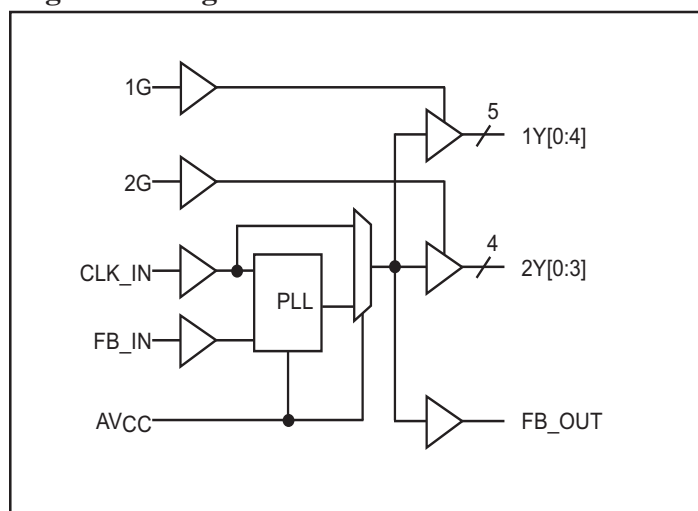 1G
5
1Y[0:4]
2G
4
CLK_IN
PLL
2Y[0:3]
FB_IN
AVCC
FB_OUT